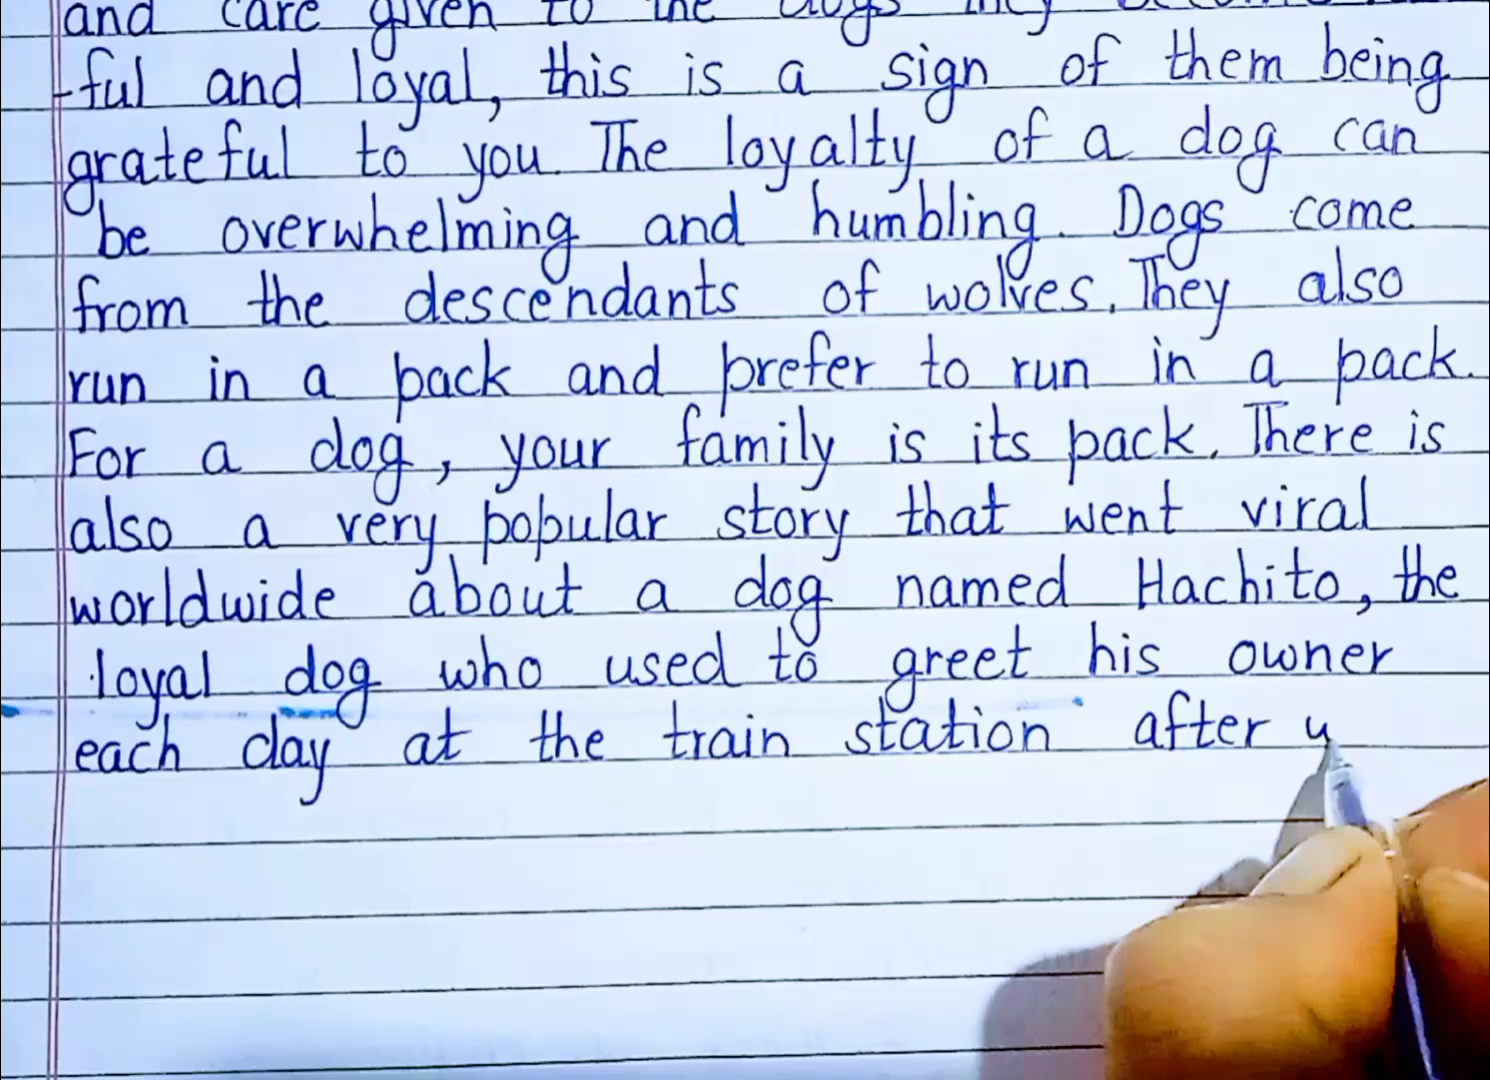 and care given to the dogs they
-ful and loyal, this is a sign of them being
grateful to you. The loyalty of a dog can
be overwhelming and humbling. Dogs come
from the descendants of wolves. They also
run in a pack and prefer to run in a pack.
For a dog, your family is its pack. There is
also a very popular story that went viral
worldwide about a dog named Hachito, the
loyal dog who used to greet his owner
each day at the train station after